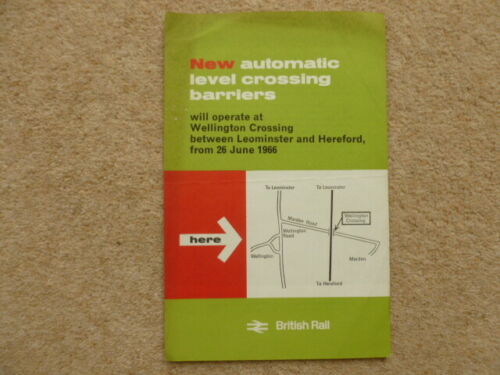 New automatic
level crossing
barriers
will operate at
Wellington Crossing
between Leominster and Hereford,
from 26 June 1966
To Leominster
To Leominster
Marden Road
Wellington
Crossing
Wellington
Road
here
Wellington
Marden
To Hereford
British Rail